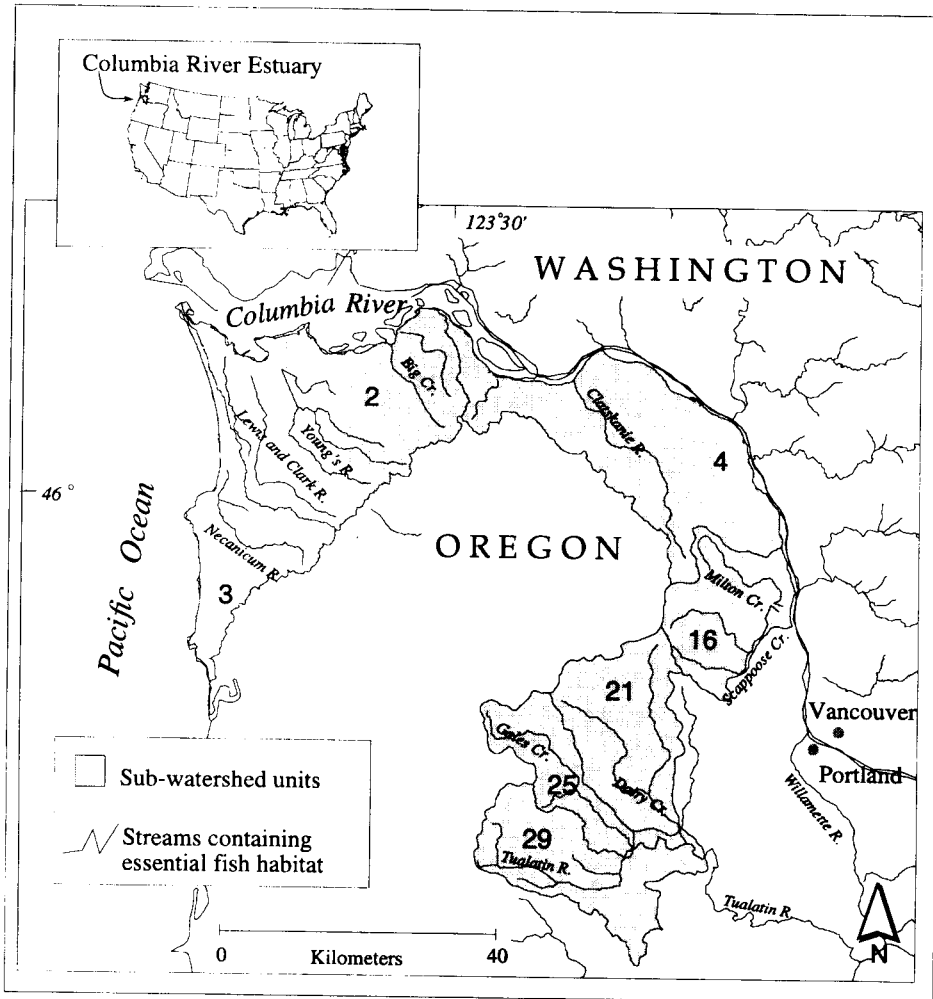 Columbia River Estuary
123°30'
WASHINGTON
Columbia River
Big Cr.
2
Clatskanie R.
Lewis and Clark R.
Young's R.
4
46°
Pacific Ocean
OREGON
Necanicum R.
3
Milton Cr.
16
Scappoose Cr.
21
Vancouver
Gales Cr.
Portland
Sub-watershed units
25
Dairy Cr.
Willamette R.
Streams containing
essential fish habitat
29
Tualatin R.
Tualatin R.
0 Kilometers 40
N